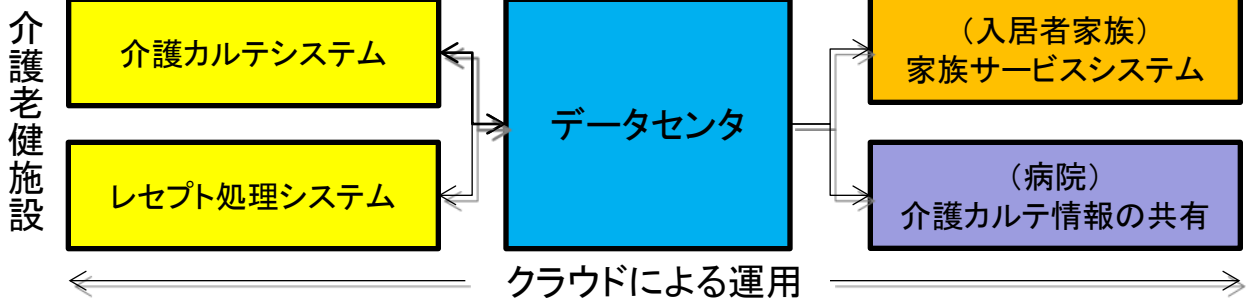 介護老健施設
介護カルテシステム
レセプト処理システム
データセンタ
（入居者家族）
家族サービスシステム
（病院）
介護カルテ情報の共有
クラウドによる運用